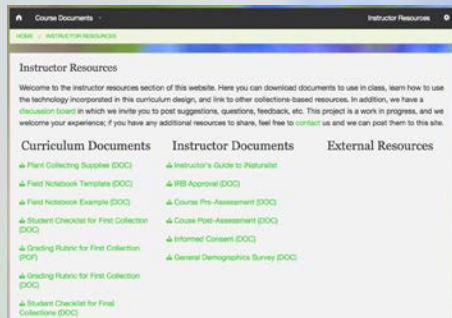 Course Documents
Instructor Resources
HOME / INSTRUCTOR RESOURCES
Instructor Resources
Welcome to the instructor resources section of this website. Here you can download documents to use in class, learn how to use
the technology incorporated in this curriculum design, and link to other collections-based resources. In addition, we have a
discussion board in which we invite you to post suggestions, questions, feedback, etc. This project is a work in progress, and we
welcome your experience; if you have any additional resources to share, feel free to contact us and we can post them to this site.
Curriculum Documents
Plant Collecting Supplies (DOC)
Field Notebook Template (DOC)
Field Notebook Example (DOC)
Student Checklist for First Collection
(DOC)
Grading Rubric for First Collection
(PDF)
Grading Rubric for First Collection
(DOC)
Student Checklist for Final
Collections (DOC)
Instructor Documents
Instructor's Guide to iNaturalist
IRB Approval (DOC)
Course Pre-Assessment (DOC)
Couse Post-Assessment (DOC)
Informed Consent (DOC)
General Demographics Survey (DOC)
External Resources